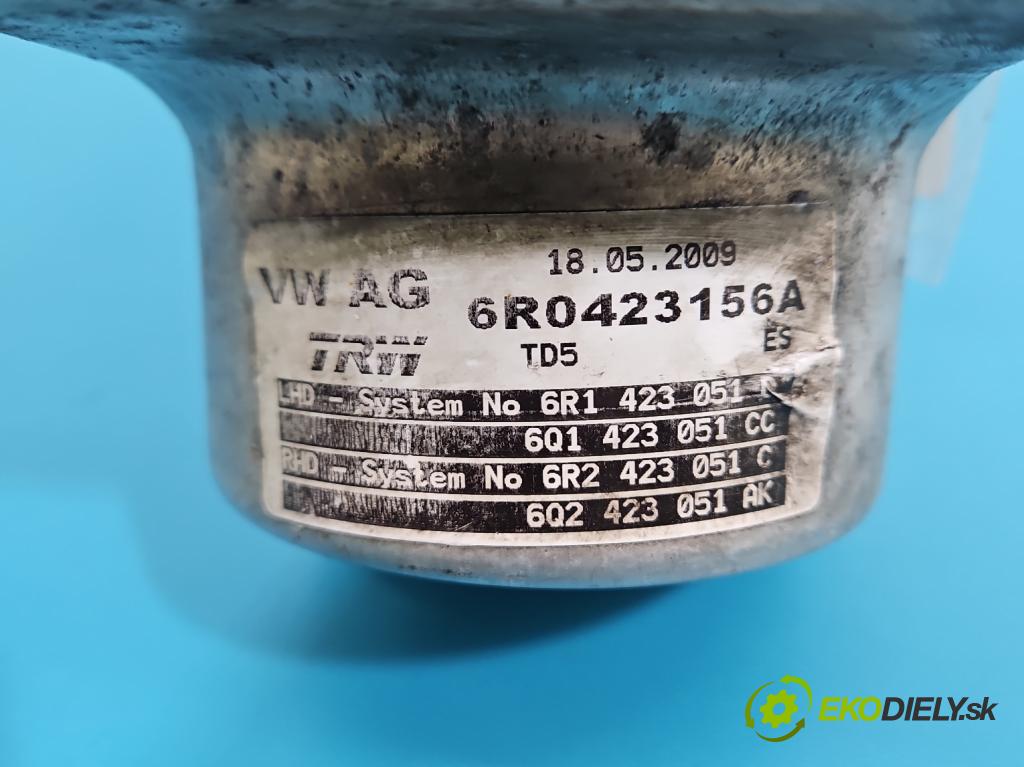 VW AG
18.05.2009
6R0423156A
TRW
TD5
ES
LHD - System No 6R1 423 051
6Q1 423 051 CC
RHD - System No 6R2 423 051 C
6Q2 423 051 AK
EKODIELY.sk